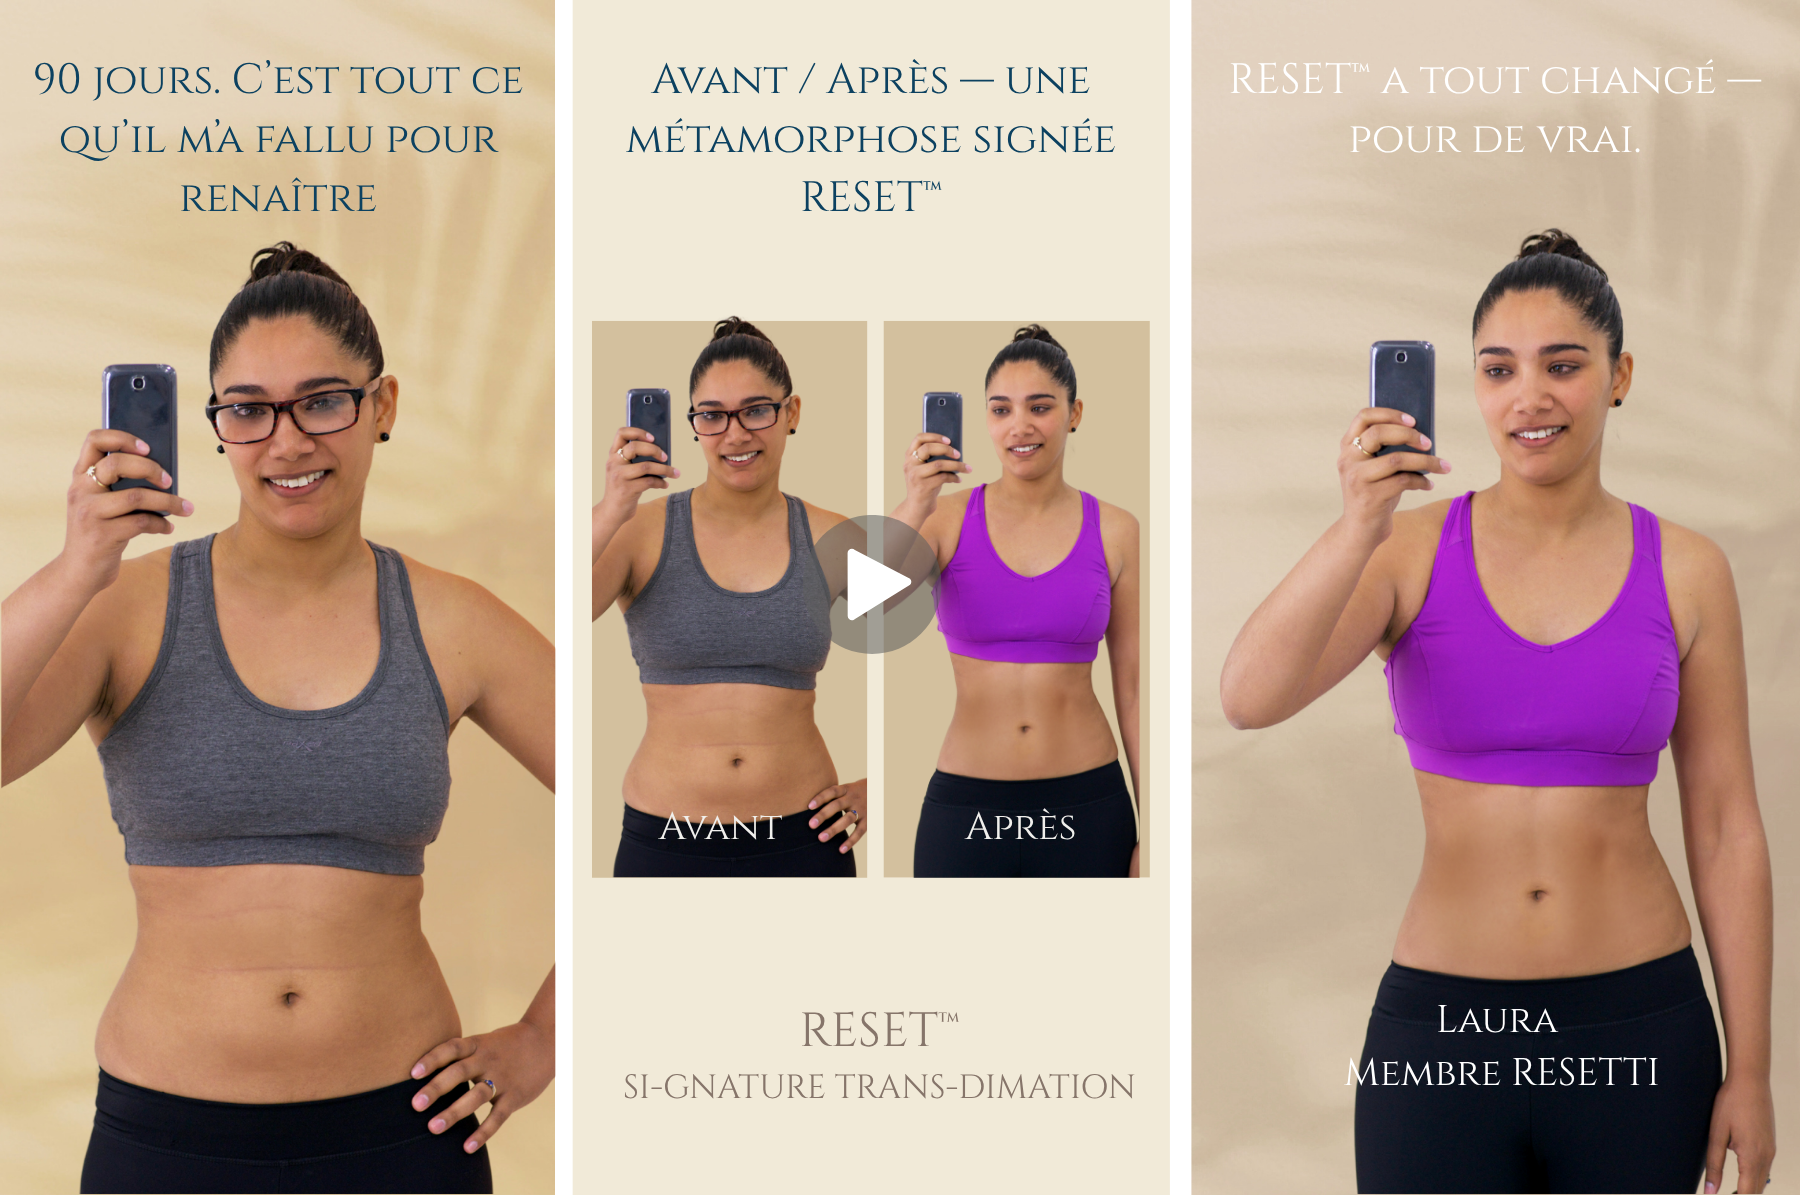 90 jours. C'est tout ce
qu'il m'a fallu pour
renaître
Avant / Après — une
métamorphose signée
RESET™
Avant
Après
RESET™
SI-GNATURE TRANS-DIMATION
RESET™ a tout changé —
pour de vrai.
Laura
Membre RESETTI